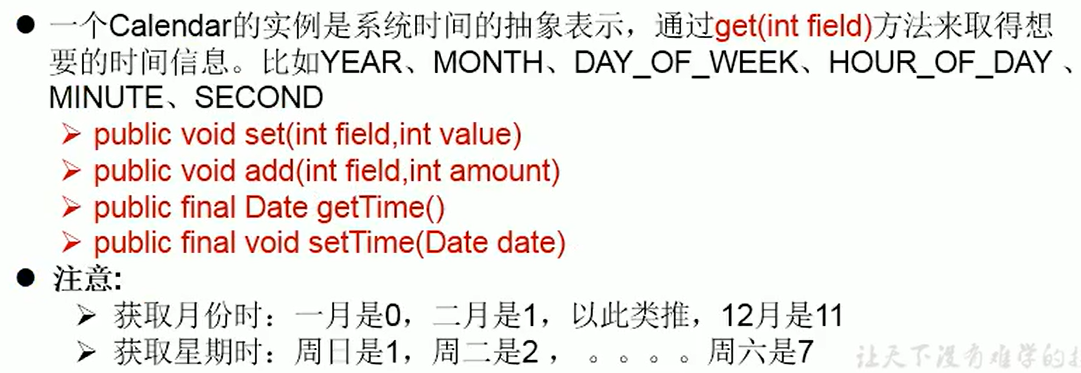 ● 一个Calendar的实例是系统时间的抽象表示，通过get(int field)方法来取得想
要的时间信息。比如YEAR、MONTH、DAY_OF_WEEK、HOUR_OF_DAY 、
MINUTE、SECOND
➢ public void set(int field,int value)
➢ public void add(int field,int amount)
➢ public final Date getTime()
➢ public final void setTime(Date date)
● 注意:
➢ 获取月份时：一月是0，二月是1，以此类推，12月是11
➢ 获取星期时：周日是1，周二是2 ， 。。。。周六是7
让天下没有难学的